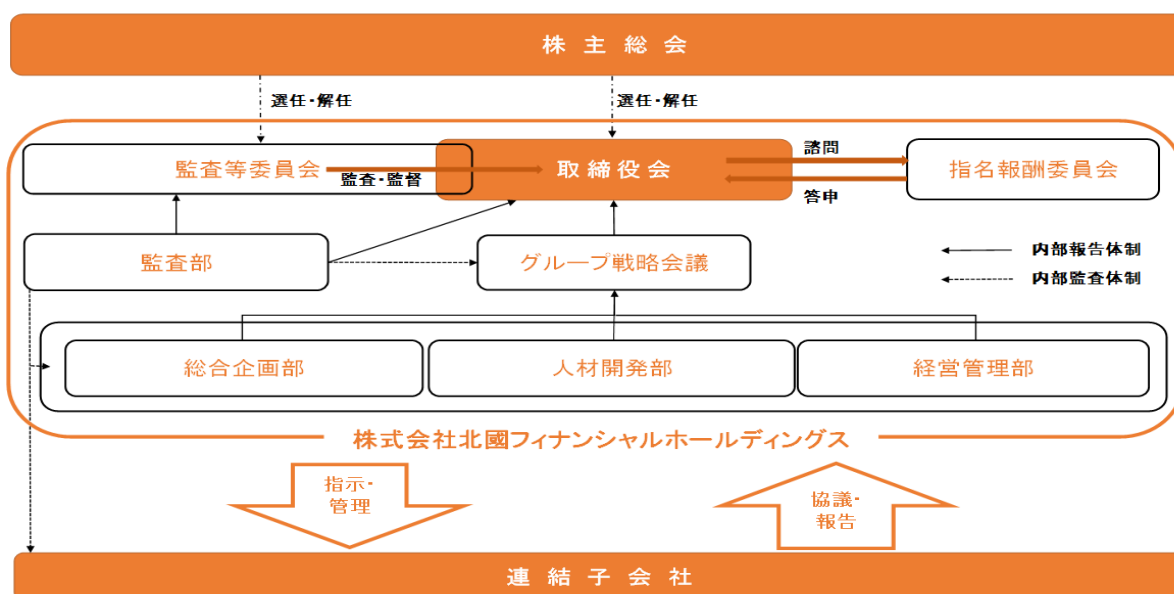 株主総会
選任・解任
選任・解任
監査等委員会
監査・監督
取締役会
諮問
答申
指名報酬委員会
監査部
グループ戦略会議
内部報告体制
内部監査体制
総合企画部
人材開発部
経営管理部
株式会社北國フィナンシャルホールディングス
指示・
管理
協議・
報告
連結子会社